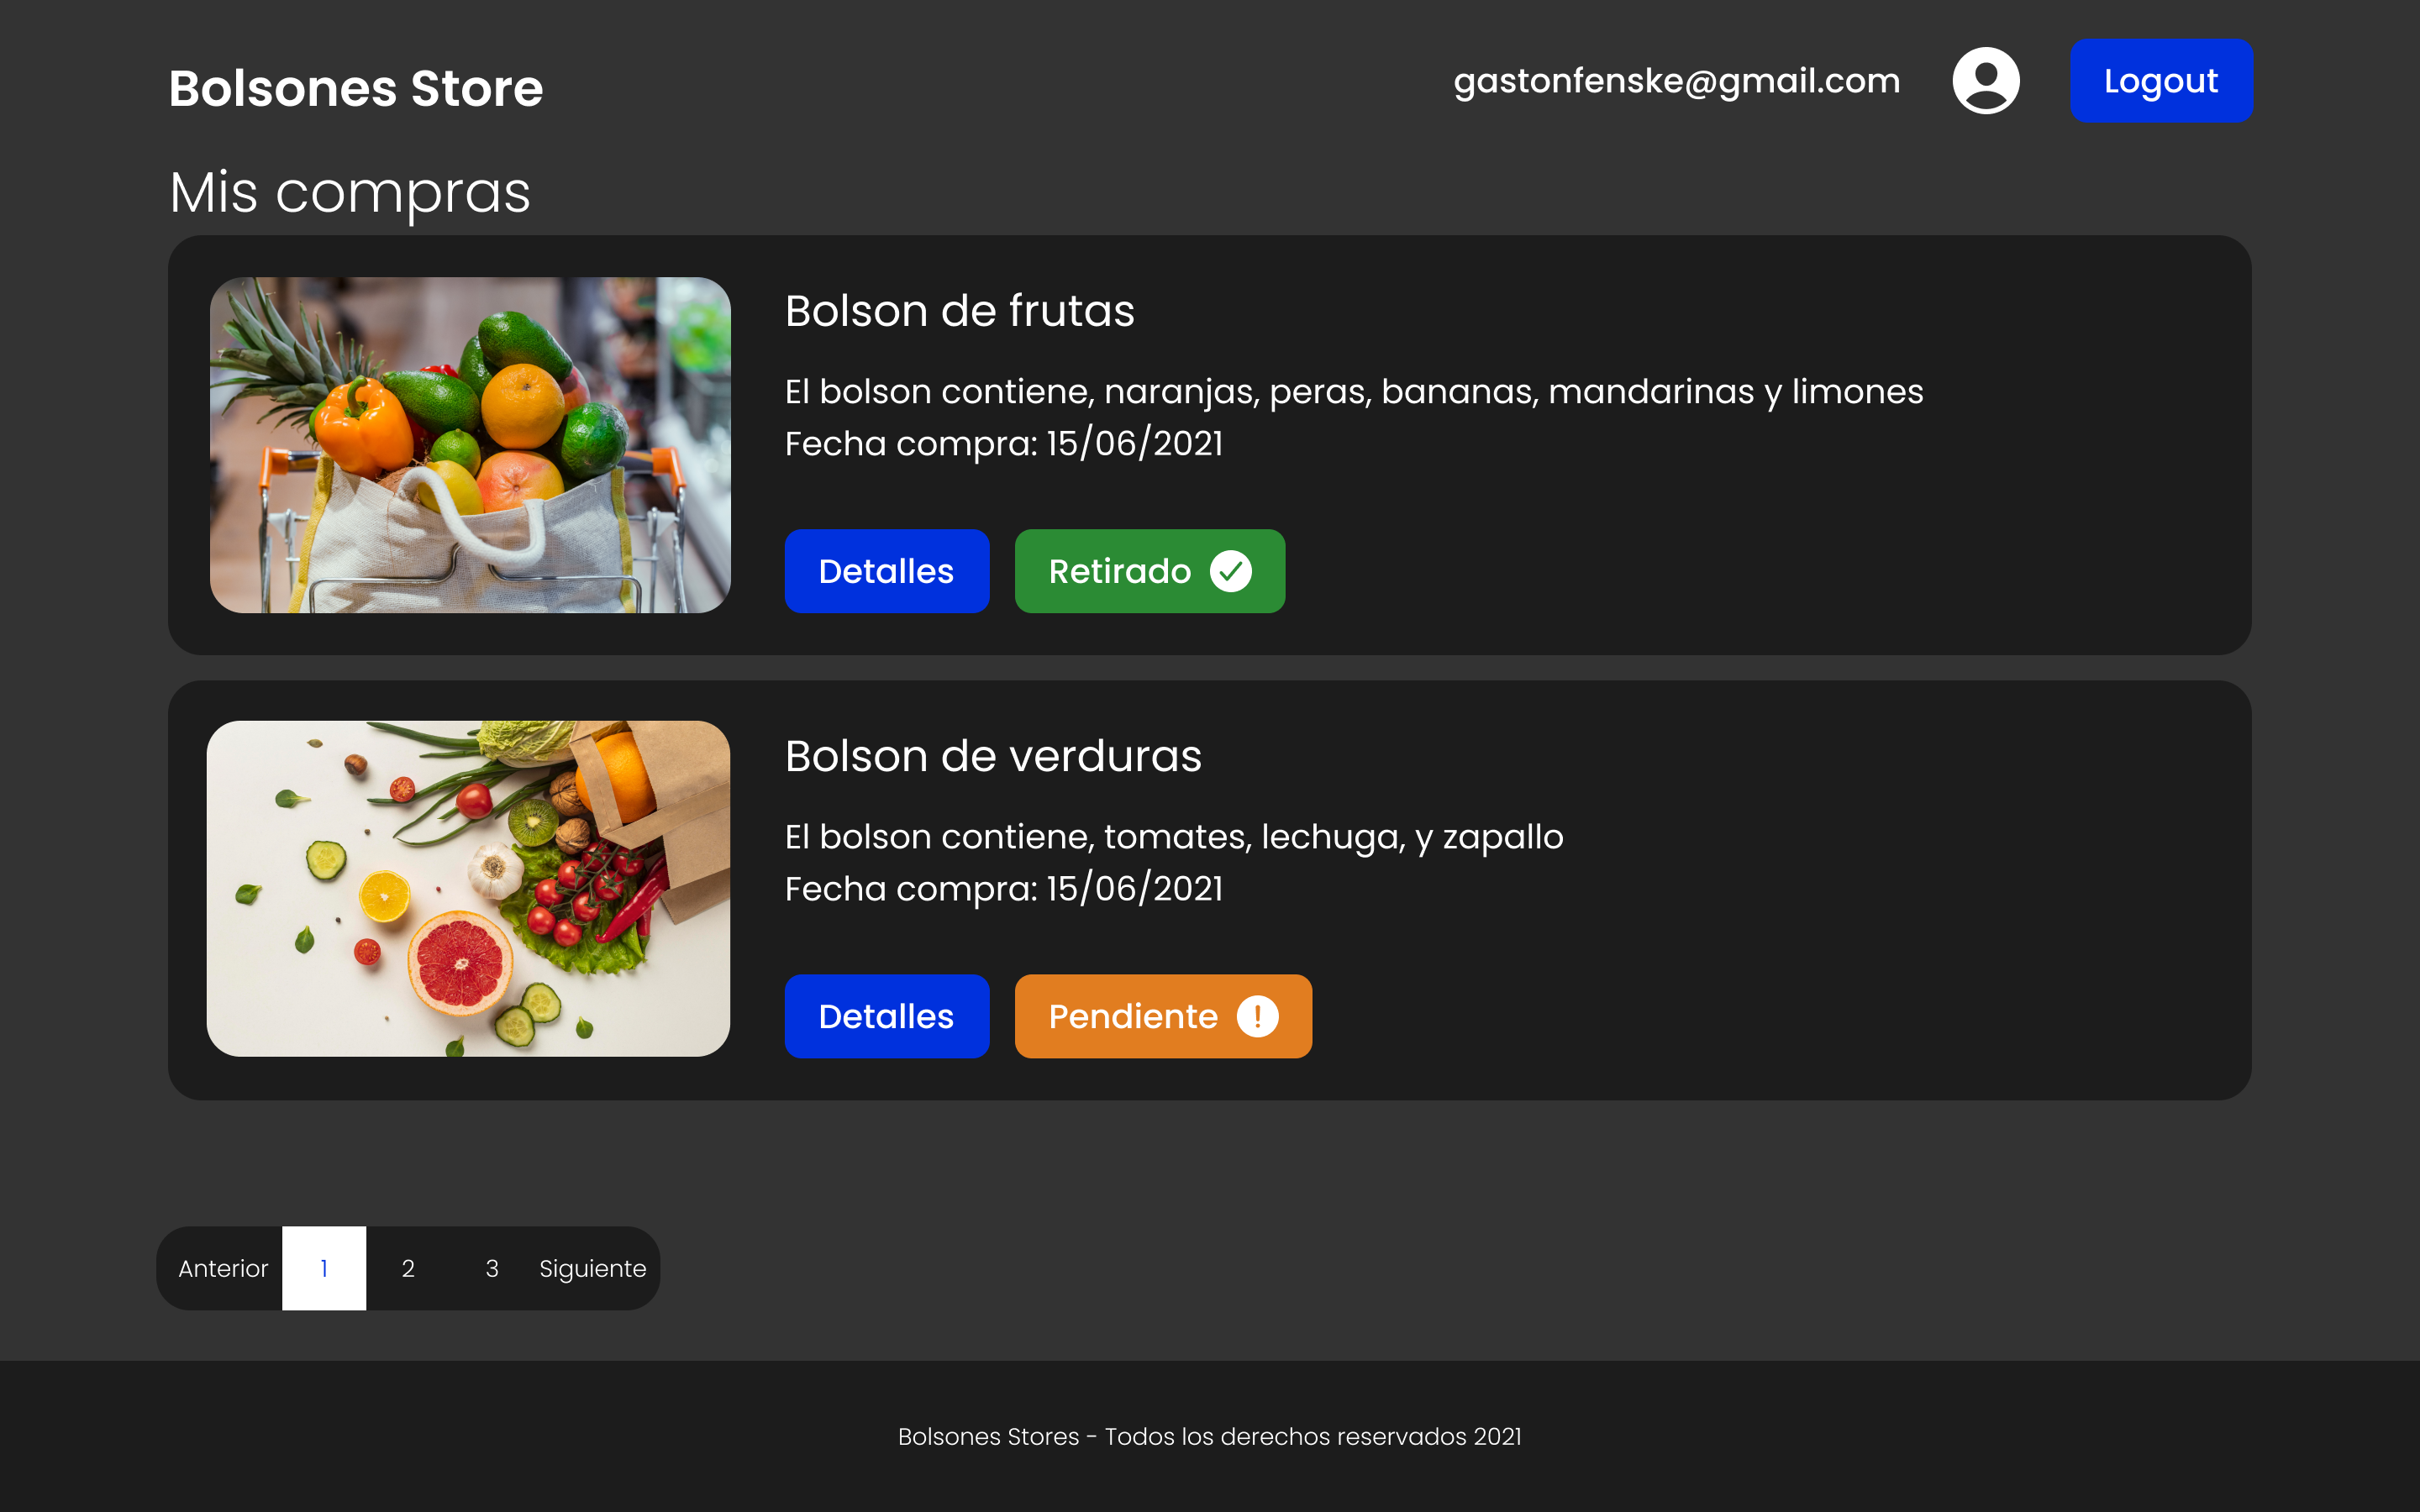 Bolsones Store
gastonfenske@gmail.com
Logout
Mis compras
Bolson de frutas
El bolson contiene, naranjas, peras, bananas, mandarinas y limones
Fecha compra: 15/06/2021
Detalles
Retirado
Bolson de verduras
El bolson contiene, tomates, lechuga, y zapallo
Fecha compra: 15/06/2021
Detalles
Pendiente
Anterior 1 2 3 Siguiente
Bolsones Stores - Todos los derechos reservados 2021